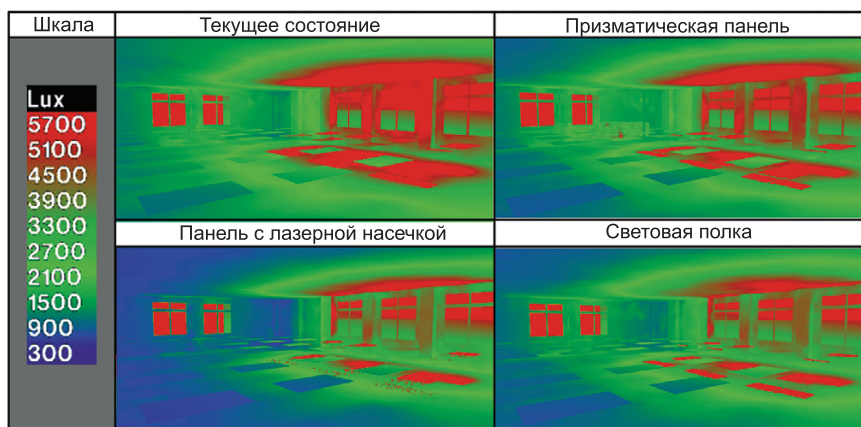 Шкала
Текущее состояние
Призматическая панель
Lux
5700
5100
4500
3900
3300
2700
2100
1500
900
300
Панель с лазерной насечкой
Световая полка